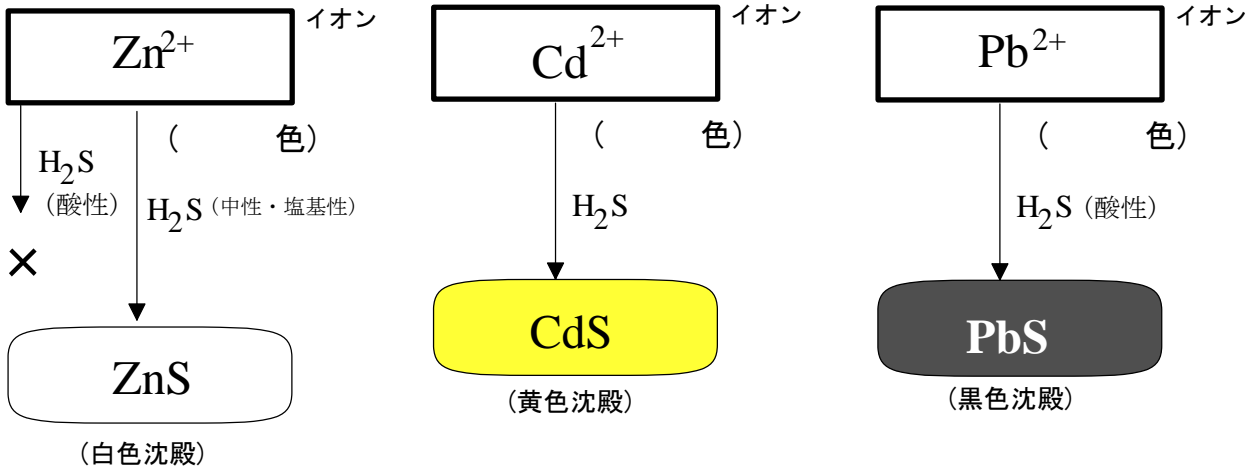 Zn2+ イオン
(　　　色)
H2S
(酸性)
×
H2S (中性・塩基性)
ZnS
(白色沈殿)
Cd2+ イオン
(　　　色)
H2S
CdS
(黄色沈殿)
Pb2+ イオン
(　　　色)
H2S (酸性)
PbS
(黒色沈殿)